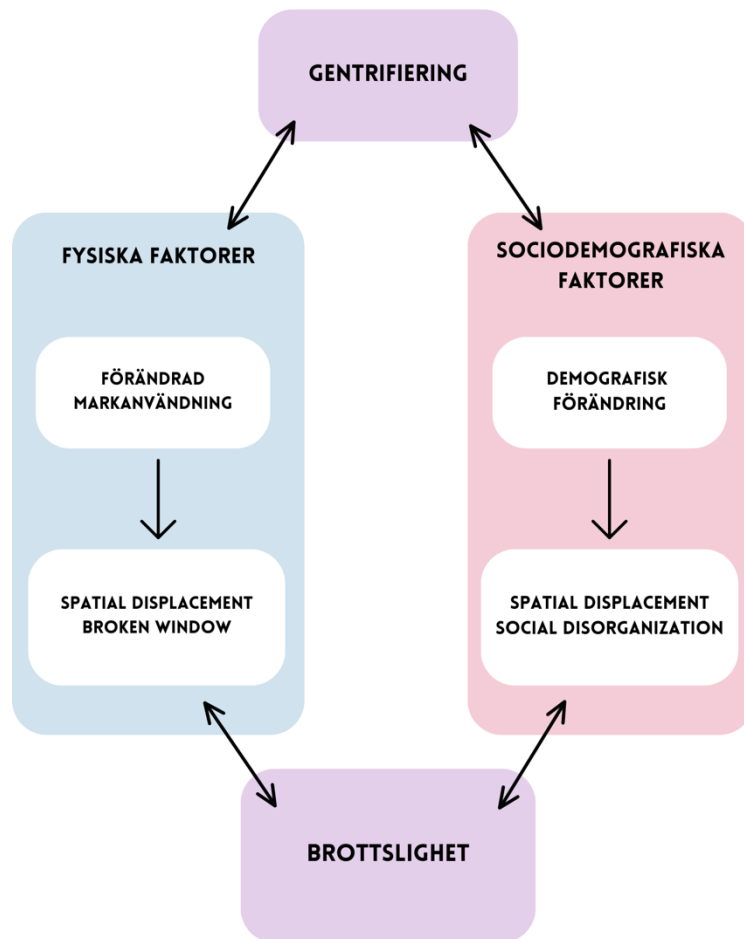 GENTRIFIERING
FYSISKA FAKTORER
FÖRÄNDRAD
MARKANVÄNDNING
SPATIAL DISPLACEMENT
BROKEN WINDOW
SOCIODEMOGRAFISKA
FAKTORER
DEMOGRAFISK
FÖRÄNDRING
SPATIAL DISPLACEMENT
SOCIAL DISORGANIZATION
BROTTSLIGHET